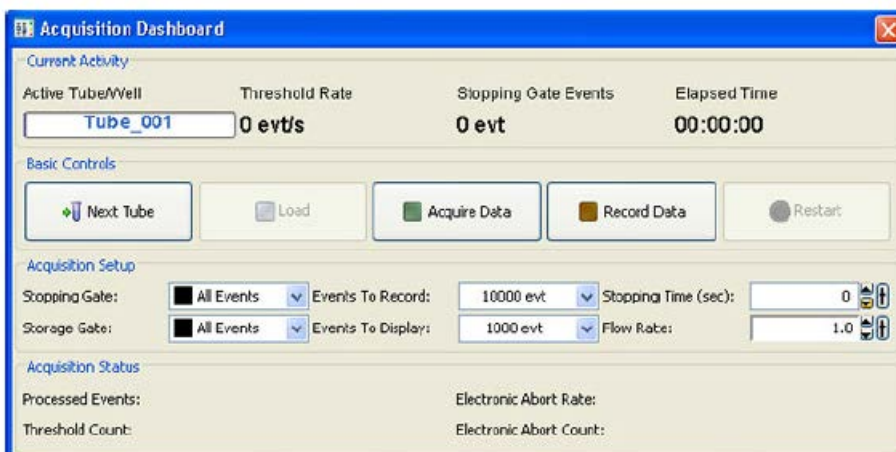 Acquisition Dashboard
Current Activity
Active Tube/Well Threshold Rate Stopping Gate Events Elapsed Time
Tube_001 0 evt/s 0 evt 00:00:00
Basic Controls
Next Tube Load Acquire Data Record Data Restart
Acquisition Setup
Stopping Gate: All Events Events To Record: 10000 evt Stopping Time (sec): 0
Storage Gate: All Events Events To Display: 1000 evt Flow Rate: 1.0
Acquisition Status
Processed Events: Electronic Abort Rate:
Threshold Count: Electronic Abort Count: